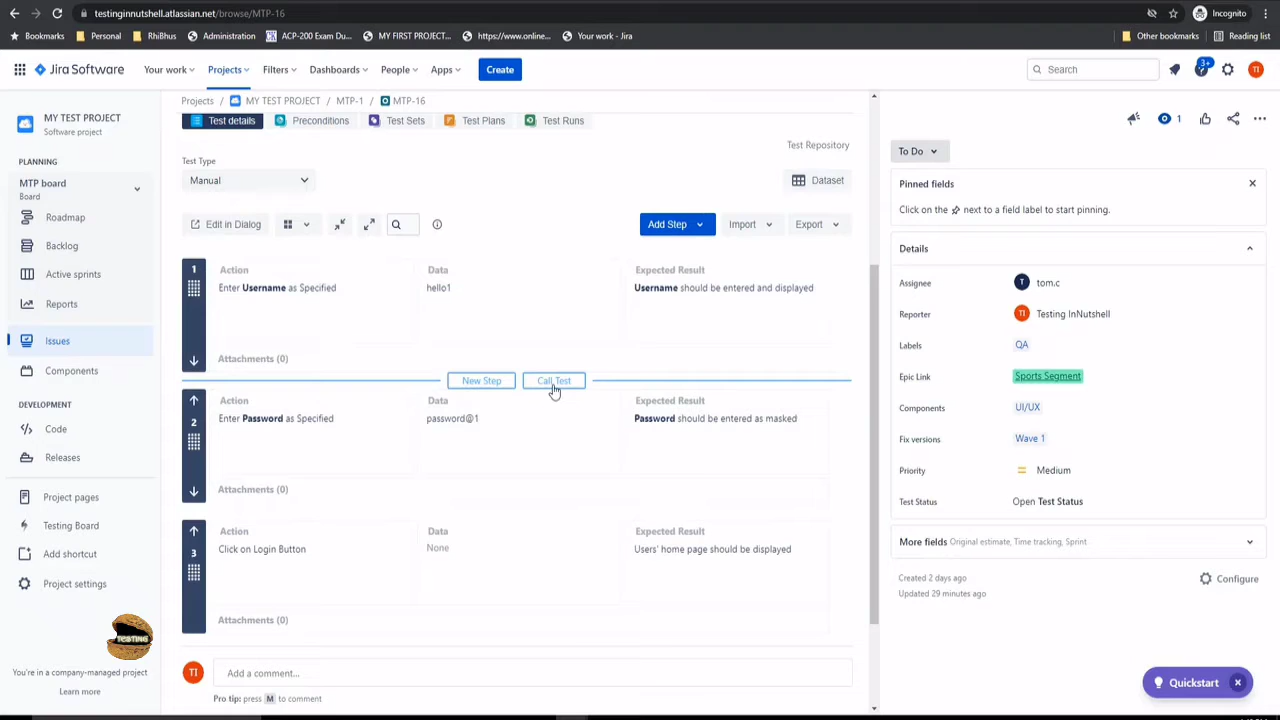 testinginnutshell.atlassian.net/browse/MTP-16
Incognito
Bookmarks
Personal
RhiBhus
Administration
ACP-200 Exam Du...
MY FIRST PROJECT...
https://www.online...
Your work - Jira
Other bookmarks
Reading list
Jira Software
Your work
Projects
Filters
Dashboards
People
Apps
Create
Search
3+
TI
MY TEST PROJECT
Software project
PLANNING
MTP board
Board
Roadmap
Backlog
Active sprints
Reports
Issues
Components
DEVELOPMENT
Code
Releases
Project pages
Testing Board
Add shortcut
Project settings
TESTING
You're in a company-managed project
Learn more
Projects / MY TEST PROJECT / MTP-1 / MTP-16
Test details
Preconditions
Test Sets
Test Plans
Test Runs
Test Repository
Test Type
Manual
Dataset
Edit in Dialog
Add Step
Import
Export
1
Action
Data
Expected Result
Enter Username as Specified
hello1
Username should be entered and displayed
Attachments (0)
New Step
Call Test
2
Action
Data
Expected Result
Enter Password as Specified
password@1
Password should be entered as masked
Attachments (0)
3
Action
Data
Expected Result
Click on Login Button
None
Users' home page should be displayed
Attachments (0)
TI
Add a comment...
Pro tip: press M to comment
1
To Do
Pinned fields
Click on the next to a field label to start pinning.
Details
Assignee
T
tom.c
Reporter
TI
Testing InNutshell
Labels
QA
Epic Link
Sports Segment
Components
UI/UX
Fix versions
Wave 1
Priority
Medium
Test Status
Open Test Status
More fields Original estimate, Time tracking, Sprint
Created 2 days ago
Configure
Updated 29 minutes ago
Quickstart